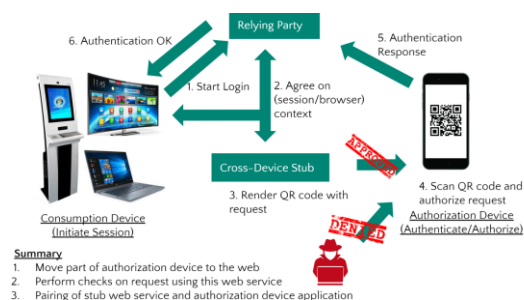 Relying Party
6. Authentication OK
5. Authentication
Response
1. Start Login
2. Agree on
(session/browser)
context
Cross-Device Stub
APPROVED
3. Render QR code with
request
4. Scan QR code and
authorize request
Consumption Device
(Initiate Session)
Authorization Device
(Authenticate/Authorize)
DENIED
Summary
1. Move part of authorization device to the web
2. Perform checks on request using this web service
3. Pairing of stub web service and authorization device application